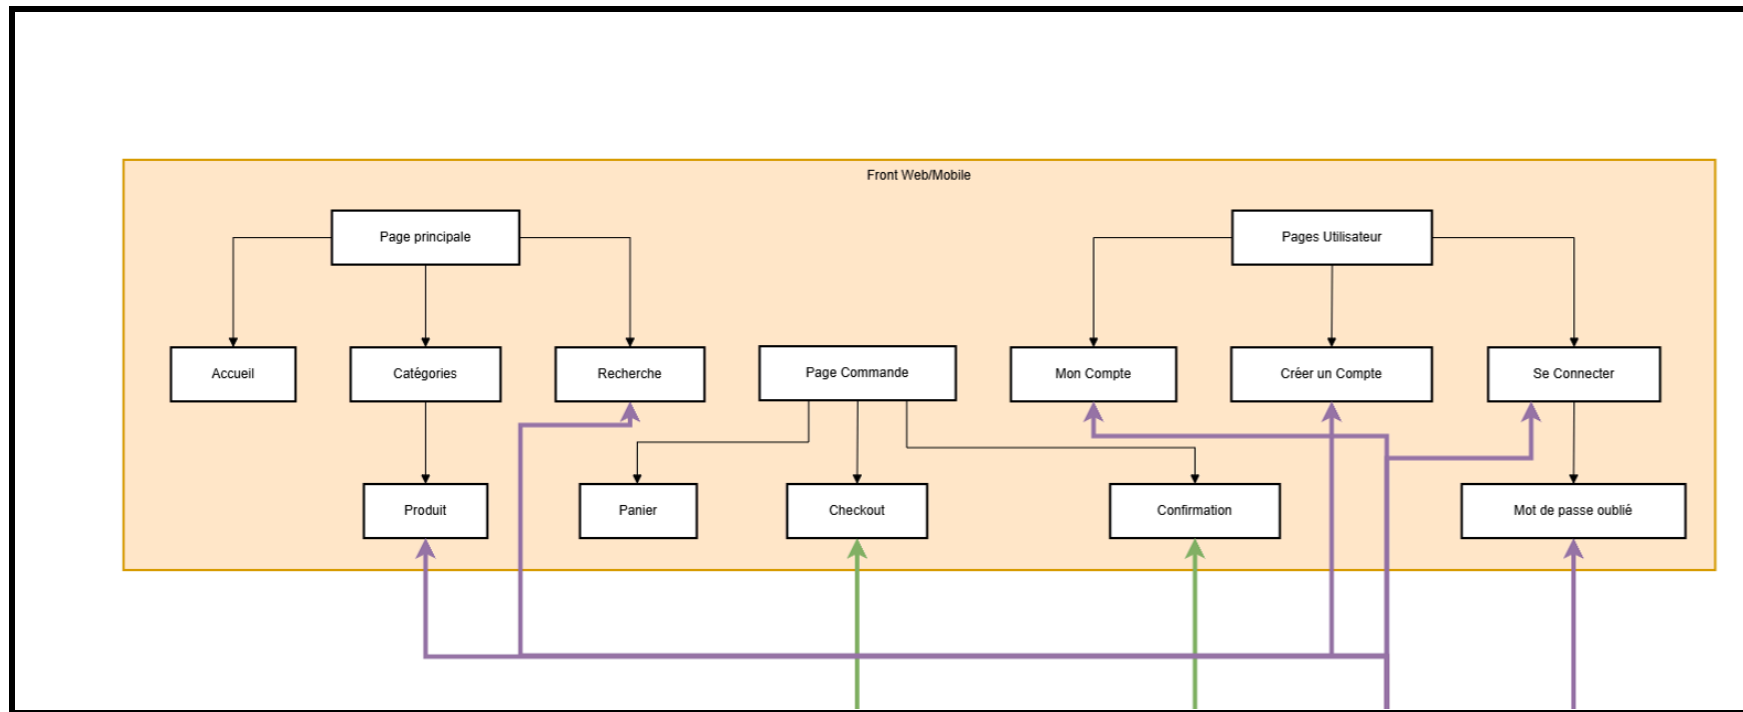 Front Web/Mobile
Page principale
Pages Utilisateur
Accueil
Catégories
Recherche
Page Commande
Mon Compte
Créer un Compte
Se Connecter
Produit
Panier
Checkout
Confirmation
Mot de passe oublié